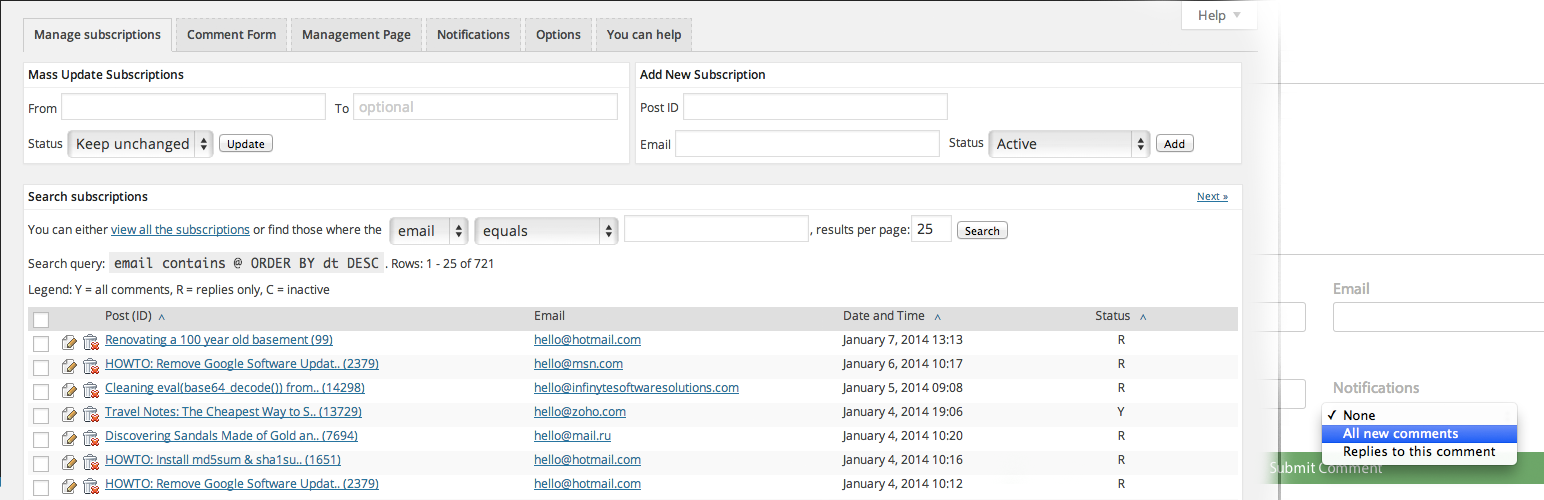 Help
Manage subscriptions Comment Form Management Page Notifications Options You can help
Mass Update Subscriptions
From To optional
Status Keep unchanged Update
Add New Subscription
Post ID
Email Status Active Add
Search subscriptions Next »
You can either view all the subscriptions or find those where the email equals , results per page: 25 Search
Search query: email contains @ ORDER BY dt DESC . Rows: 1 - 25 of 721
Legend: Y = all comments, R = replies only, C = inactive
Post (ID) ∧ Email Date and Time ∧ Status ∧
Renovating a 100 year old basement (99) hello@hotmail.com January 7, 2014 13:13 R
HOWTO: Remove Google Software Updat.. (2379) hello@msn.com January 6, 2014 10:17 R
Cleaning eval(base64_decode()) from.. (14298) hello@infinytesoftwaresolutions.com January 5, 2014 09:08 R
Travel Notes: The Cheapest Way to S.. (13729) hello@zoho.com January 4, 2014 19:06 Y
Discovering Sandals Made of Gold an.. (7694) hello@mail.ru January 4, 2014 10:20 R
HOWTO: Install md5sum & sha1su.. (1651) hello@hotmail.com January 4, 2014 10:16 R
HOWTO: Remove Google Software Updat.. (2379) hello@hotmail.com January 4, 2014 10:12 R
Email
Notifications
✓ None
All new comments
Replies to this comment
Submit Comment